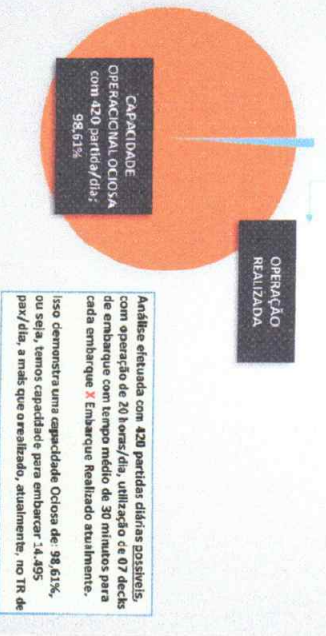 OPERAÇÃO
REALIZADA
CAPACIDADE
OPERACIONAL OCIOSA
com 420 partida/dia;
98,61%
Análise efetuada com 420 partidas diárias possíveis,
com operação de 20 horas/dia, utilização de 07 decks
de embarque com tempo médio de 30 minutos para
cada embarque X Embarque Realizado atualmente.
Isso demonstra uma capacidade Ociosa de: 98,61%,
ou seja, temos capacidade para embarcar 14.495
pax/dia, a mais que o realizado, atualmente, no TR de